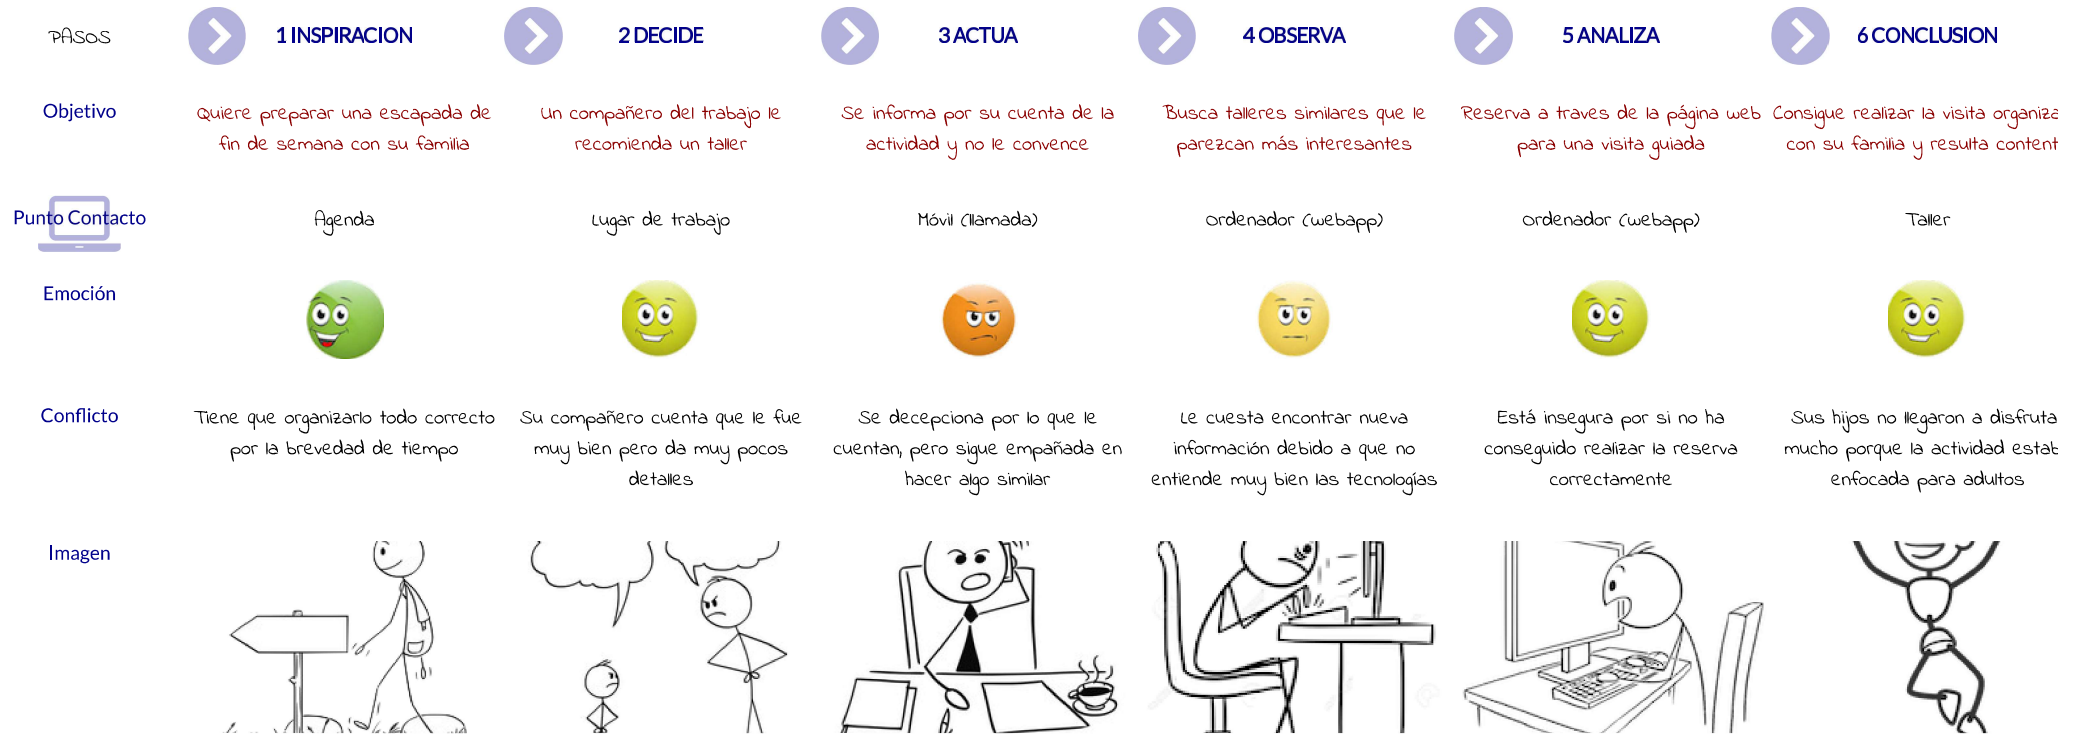 PASOS
1 INSPIRACION
2 DECIDE
3 ACTUA
4 OBSERVA
5 ANALIZA
6 CONCLUSION
Objetivo
Quiere preparar una escapada de
fin de semana con su familia
Un compañero del trabajo le
recomienda un taller
Se informa por su cuenta de la
actividad y no le convence
Busca talleres similares que le
parezcan más interesantes
Reserva a traves de la página web
para una visita guiada
Consigue realizar la visita organiza
con su familia y resulta content
Punto Contacto
Agenda
Lugar de trabajo
Móvil (llamada)
Ordenador (webapp)
Ordenador (webapp)
Taller
Emoción
Conflicto
Tiene que organizarlo todo correcto
por la brevedad de tiempo
Su compañero cuenta que le fue
muy bien pero da muy pocos
detalles
Se decepciona por lo que le
cuentan, pero sigue empañada en
hacer algo similar
Le cuesta encontrar nueva
información debido a que no
entiende muy bien las tecnologías
Está insegura por si no ha
conseguido realizar la reserva
correctamente
Sus hijos no llegaron a disfruta
mucho porque la actividad estab
enfocada para adultos
Imagen